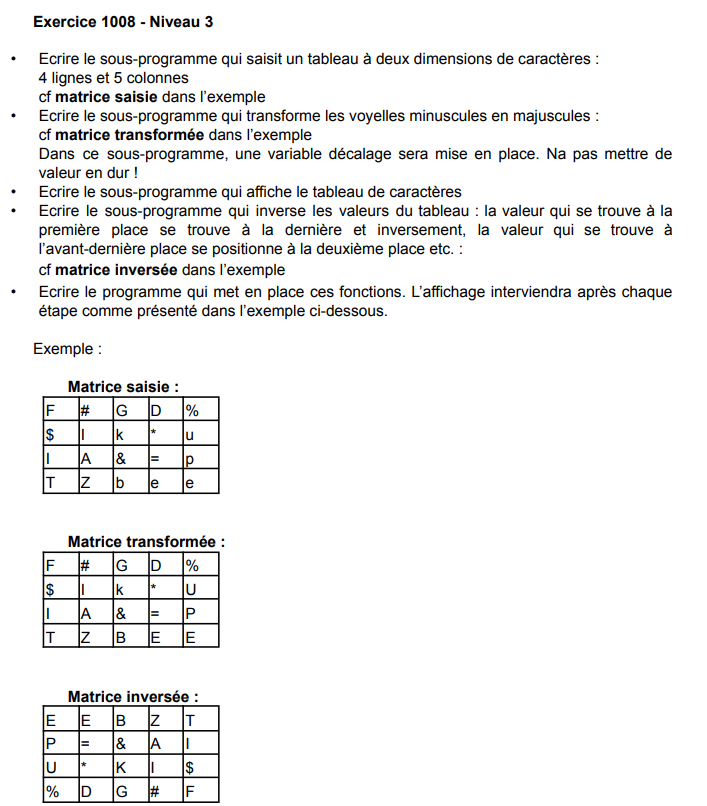 Exercice 1008 - Niveau 3
• Ecrire le sous-programme qui saisit un tableau à deux dimensions de caractères :
4 lignes et 5 colonnes
cf matrice saisie dans l'exemple
• Ecrire le sous-programme qui transforme les voyelles minuscules en majuscules :
cf matrice transformée dans l'exemple
Dans ce sous-programme, une variable décalage sera mise en place. Na pas mettre de
valeur en dur !
• Ecrire le sous-programme qui affiche le tableau de caractères
• Ecrire le sous-programme qui inverse les valeurs du tableau : la valeur qui se trouve à la
première place se trouve à la dernière et inversement, la valeur qui se trouve à
l'avant-dernière place se positionne à la deuxième place etc. :
cf matrice inversée dans l'exemple
• Ecrire le programme qui met en place ces fonctions. L'affichage interviendra après chaque
étape comme présenté dans l'exemple ci-dessous.
Exemple :
Matrice saisie :
F # G D %
$ I k * u
I A & = p
T Z b e e
Matrice transformée :
F # G D %
$ I k * U
I A & = P
T Z B E E
Matrice inversée :
E E B Z T
P = & A I
U * K I $
% D G # F